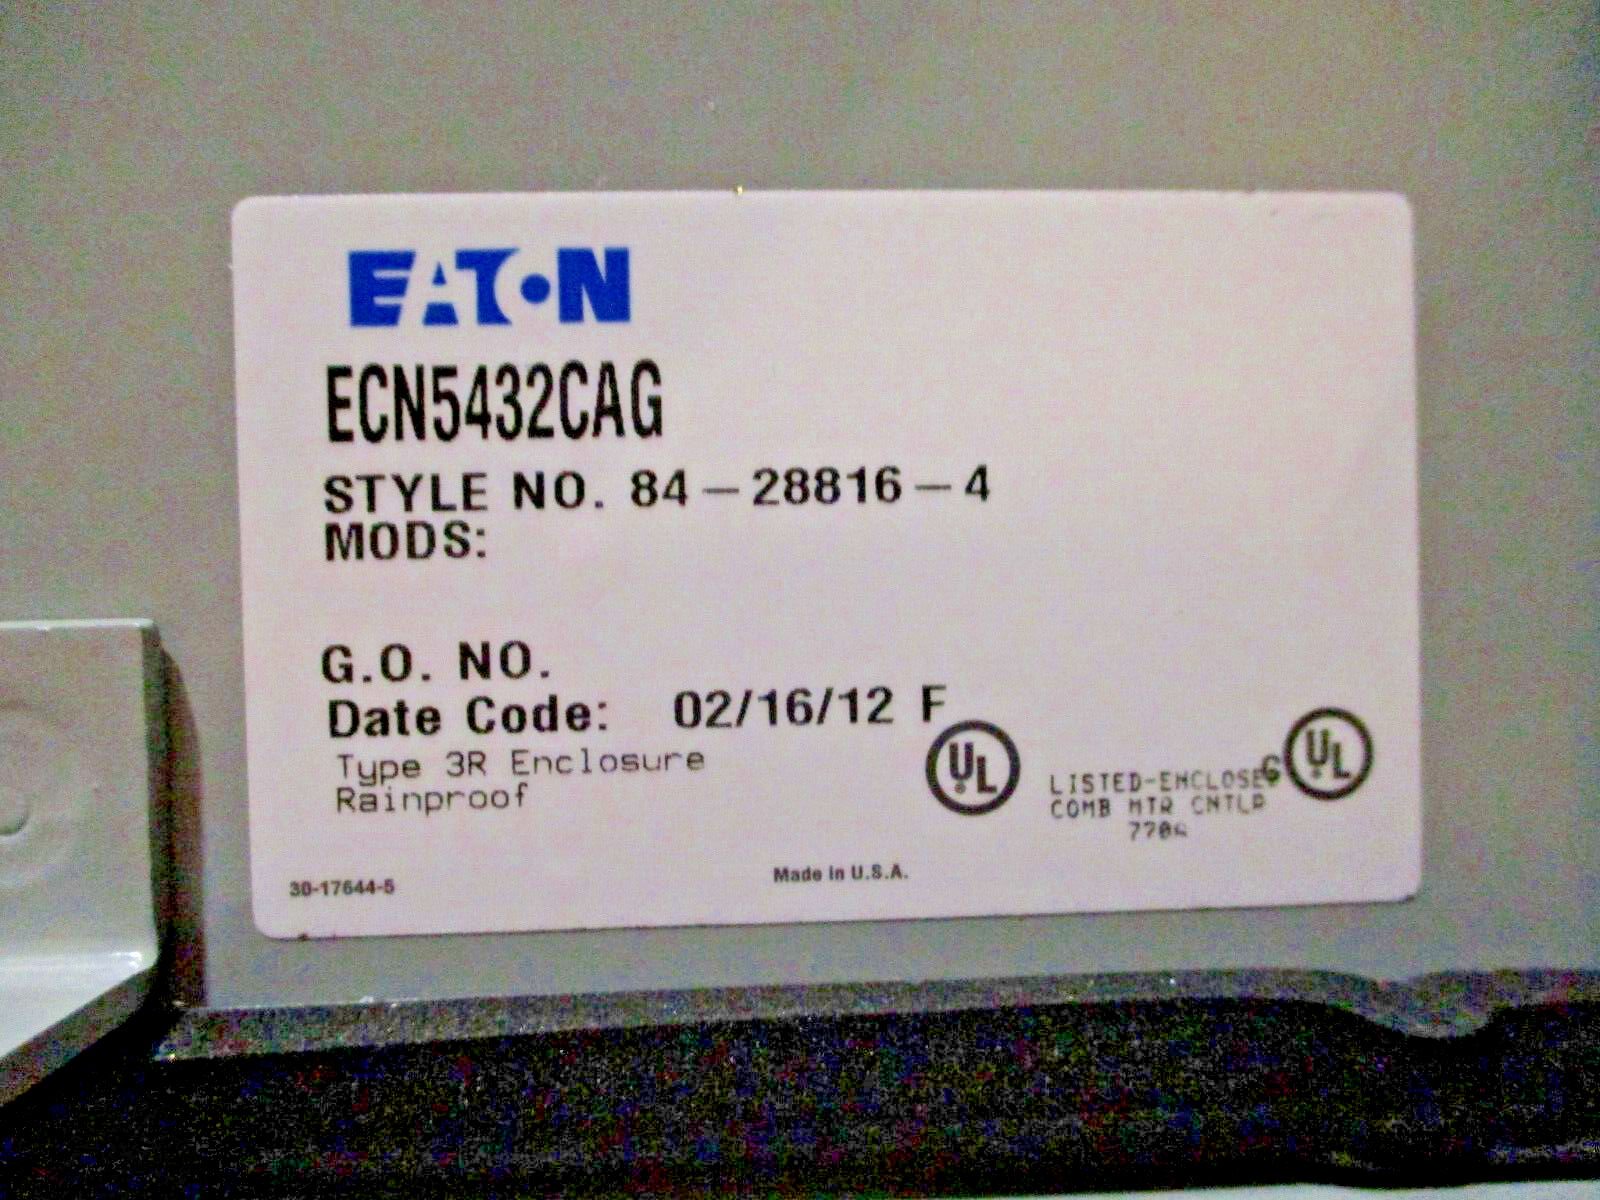 EATON
ECN5432CAG
STYLE NO. 84-28816-4
MODS:
G.O. NO.
Date Code: 02/16/12 F
Type 3R Enclosure
Rainproof
UL
LISTED-ENCLOSED
COMB MTR CNTLR
UL
30-17644-5
Made in U.S.A.